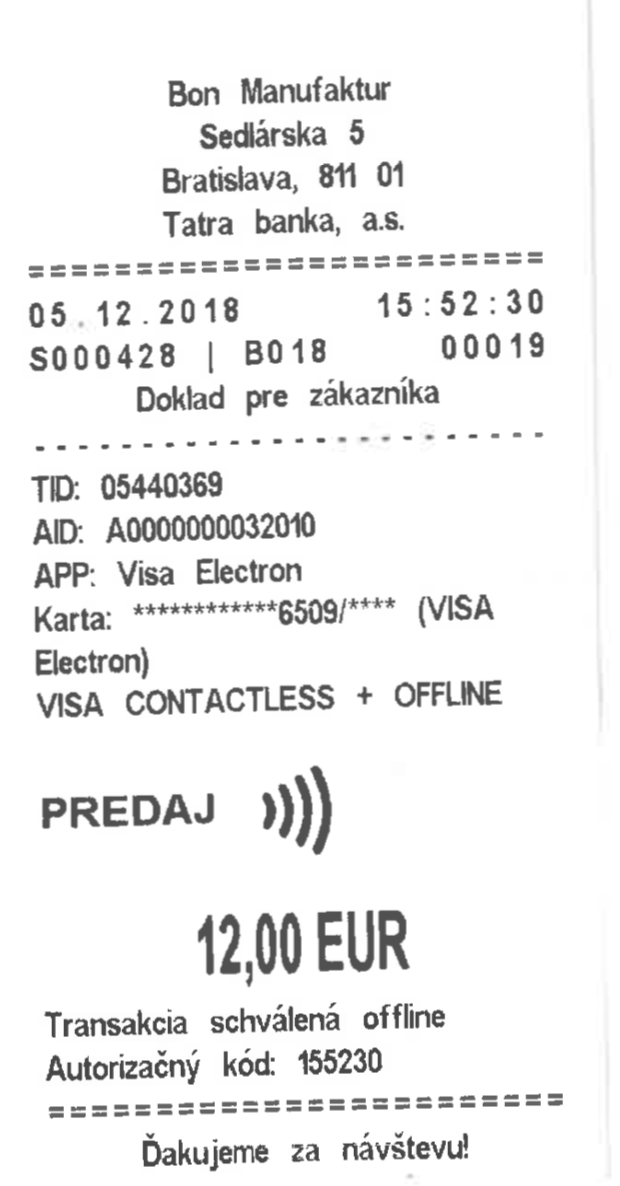 Bon Manufaktur
Sedlárska 5
Bratislava, 811 01
Tatra banka, a.s.
========================
05.12.2018 15:52:30
S000428 | B018 00019
Doklad pre zákazníka
------------------------
TID: 05440369
AID: A0000000032010
APP: Visa Electron
Karta: ************6509/**** (VISA
Electron)
VISA CONTACTLESS + OFFLINE
PREDAJ
12,00 EUR
Transakcia schválená offline
Autorizačný kód: 155230
========================
Ďakujeme za návštevu!